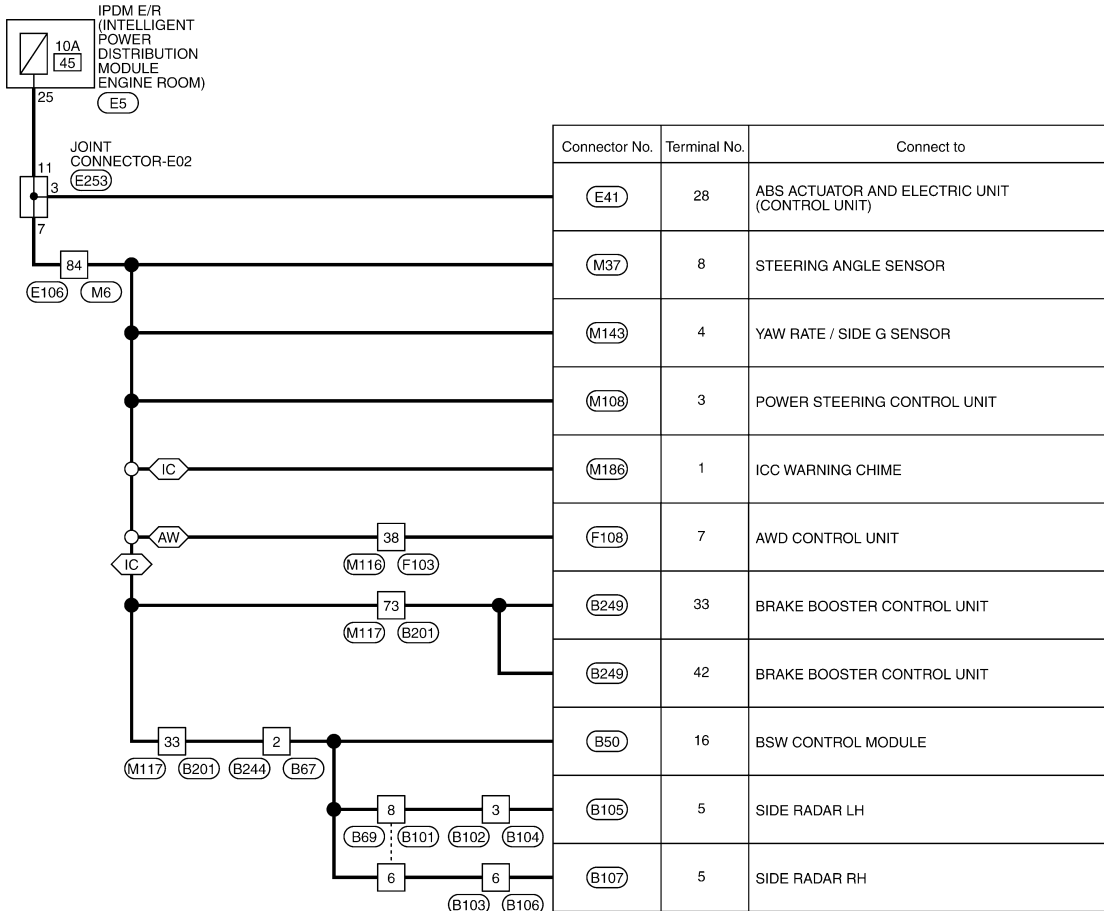 IPDM E/R
(INTELLIGENT
POWER
DISTRIBUTION
MODULE
ENGINE ROOM)
10A
45
25
E5
JOINT
CONNECTOR-E02
11
3
E253
7
84
E106 M6
Connector No. Terminal No. Connect to
E41 28 ABS ACTUATOR AND ELECTRIC UNIT
(CONTROL UNIT)
M37 8 STEERING ANGLE SENSOR
M143 4 YAW RATE / SIDE G SENSOR
M108 3 POWER STEERING CONTROL UNIT
IC M186 1 ICC WARNING CHIME
AW 38 F108 7 AWD CONTROL UNIT
M116 F103
IC
73 B249 33 BRAKE BOOSTER CONTROL UNIT
M117 B201
B249 42 BRAKE BOOSTER CONTROL UNIT
33 2 B50 16 BSW CONTROL MODULE
M117 B201 B244 B67
8 3 B105 5 SIDE RADAR LH
B69 B101 B102 B104
6 6 B107 5 SIDE RADAR RH
B103 B106